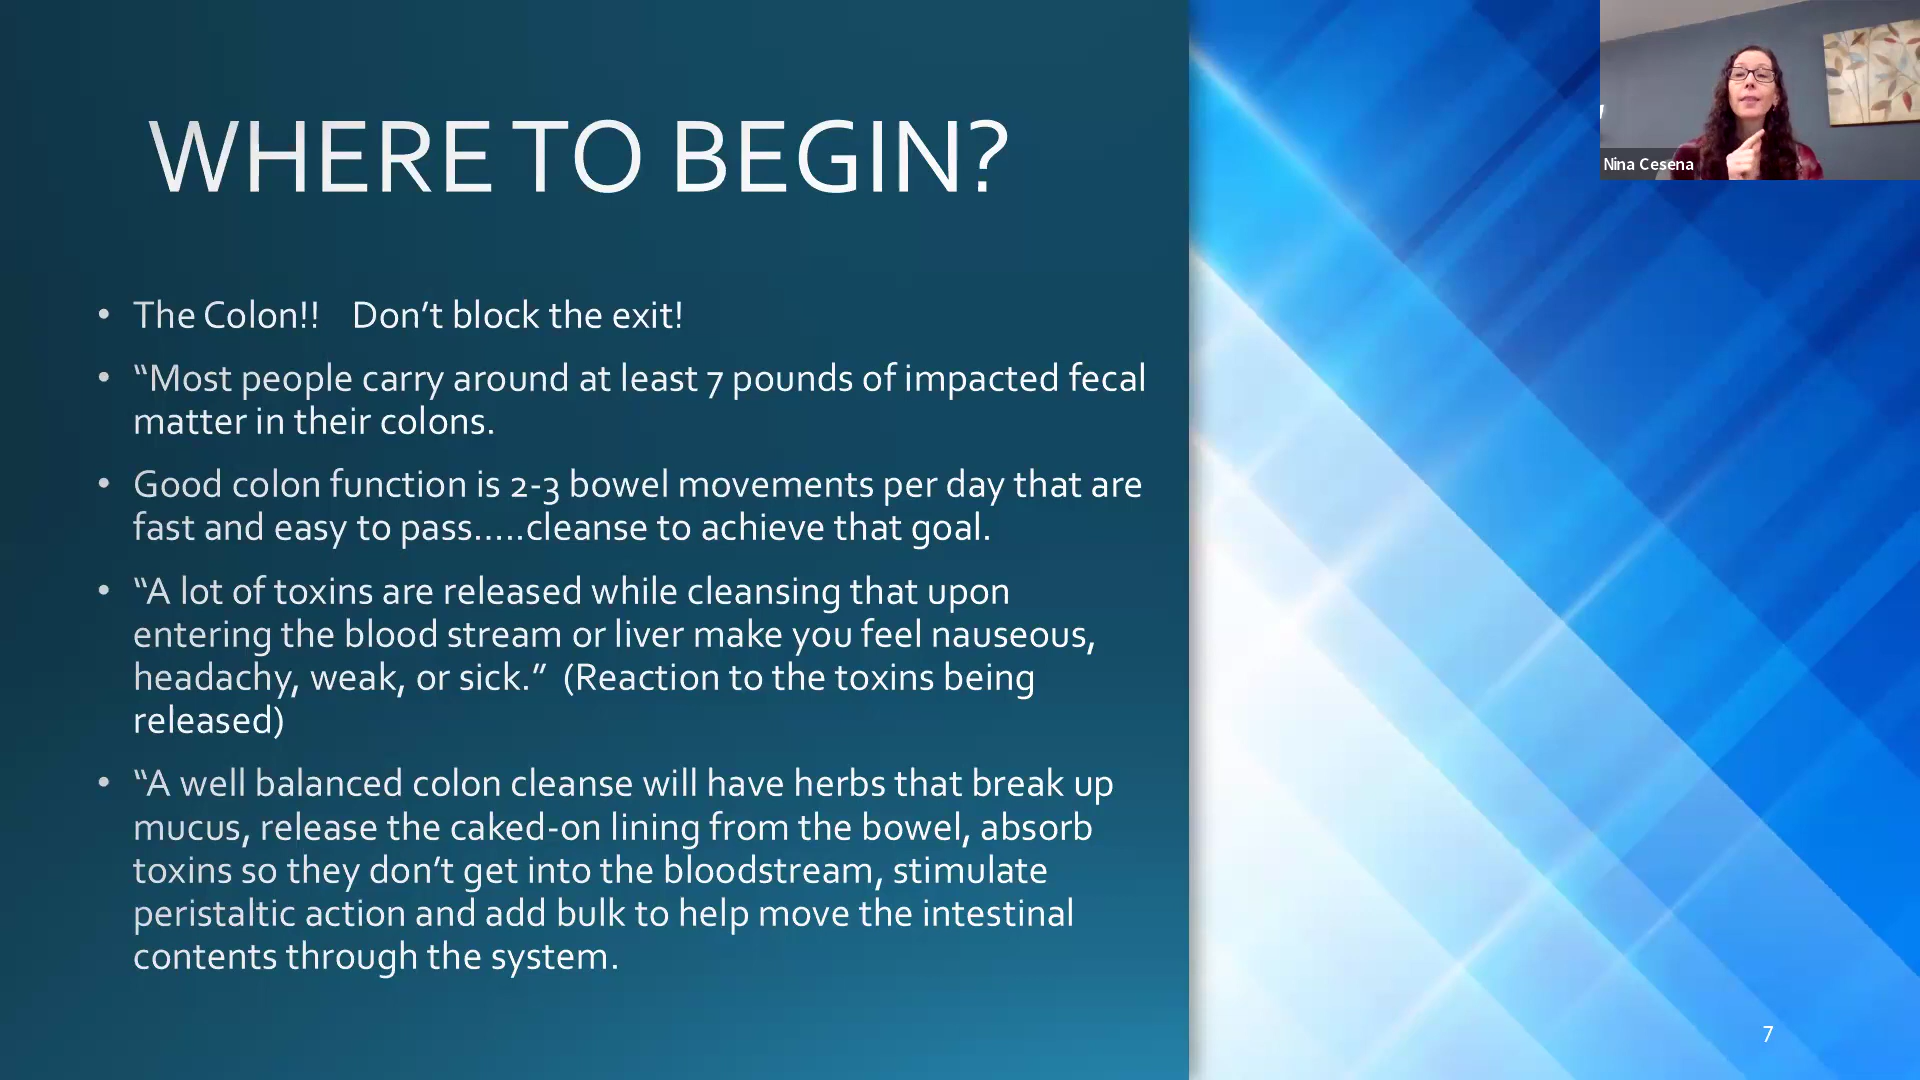 WHERE TO BEGIN?
• The Colon!! Don’t block the exit!
• “Most people carry around at least 7 pounds of impacted fecal
matter in their colons.
• Good colon function is 2-3 bowel movements per day that are
fast and easy to pass…..cleanse to achieve that goal.
• “A lot of toxins are released while cleansing that upon
entering the blood stream or liver make you feel nauseous,
headachy, weak, or sick.” (Reaction to the toxins being
released)
• “A well balanced colon cleanse will have herbs that break up
mucus, release the caked-on lining from the bowel, absorb
toxins so they don’t get into the bloodstream, stimulate
peristaltic action and add bulk to help move the intestinal
contents through the system.
Nina Cesena
7